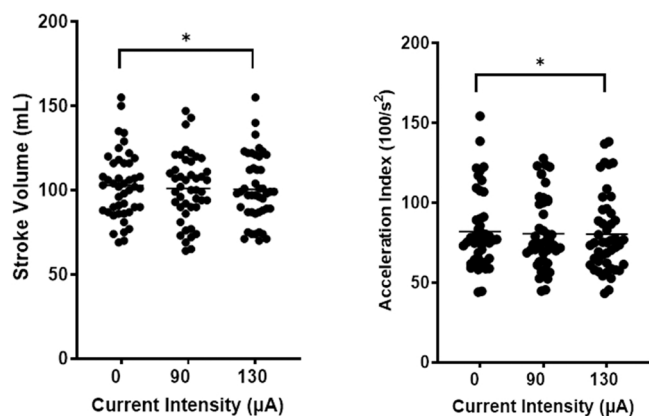 Stroke Volume (mL)
200
150
100
50
0
*
0 90 130
Current Intensity (µA)
Acceleration Index (100/s²)
200
150
100
50
0
*
0 90 130
Current Intensity (µA)